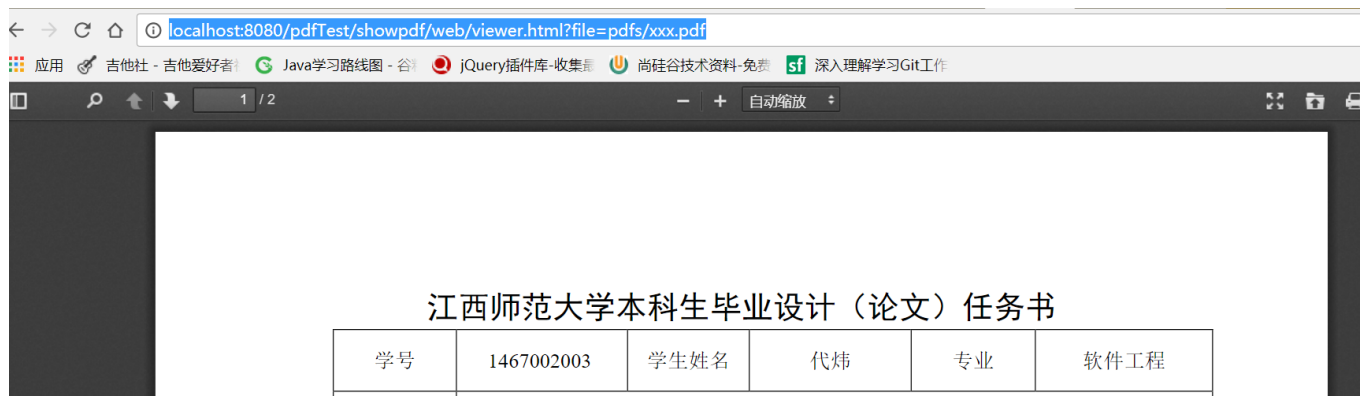 localhost:8080/pdfTest/showpdf/web/viewer.html?file=pdfs/xxx.pdf
应用 吉他社 - 吉他爱好者 Java学习路线图 - 谷 jQuery插件库-收集 尚硅谷技术资料-免费 sf 深入理解学习Git工作
1 / 2 自动缩放
江西师范大学本科生毕业设计（论文）任务书
学号 1467002003 学生姓名 代炜 专业 软件工程